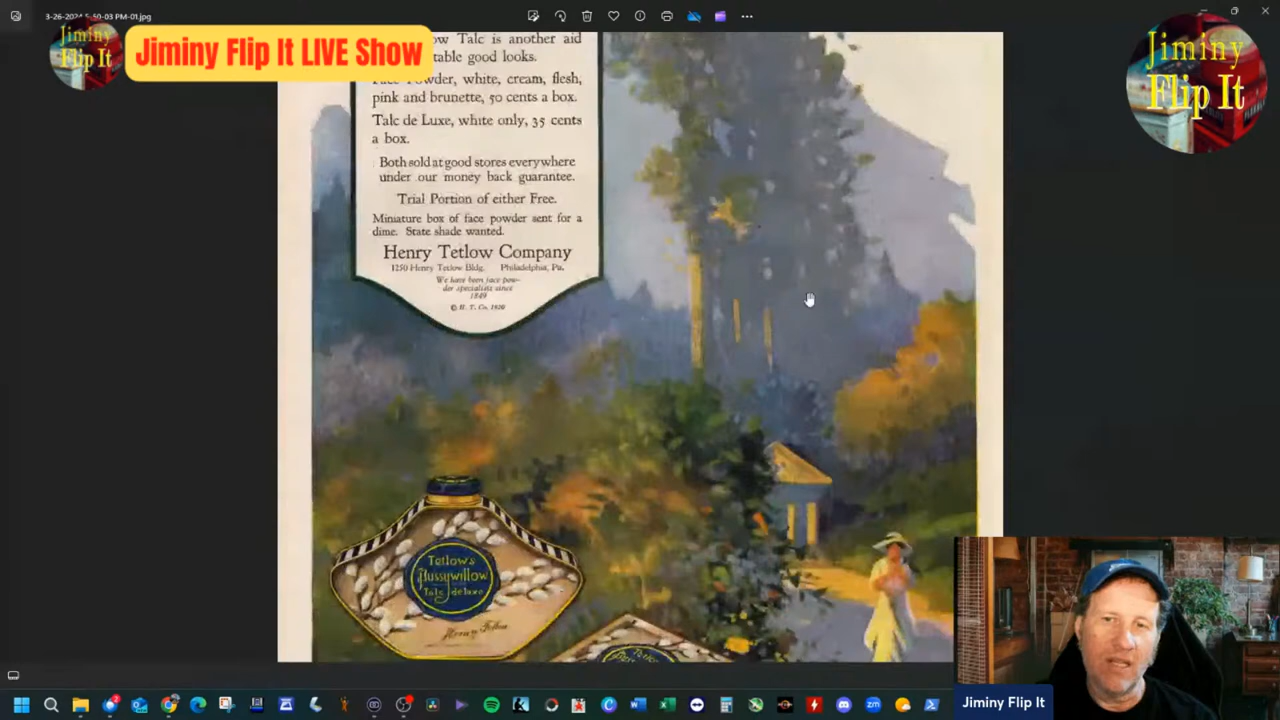 3-26-2024 5-50-03 PM-01.jpg
Jiminy
Flip It
Jiminy Flip It LIVE Show
Jiminy
Flip It
ow Talc is another aid
table good looks.
Face Powder, white, cream, flesh,
pink and brunette, 50 cents a box.
Talc de Luxe, white only, 35 cents
a box.
Both sold at good stores everywhere
under our money back guarantee.
Trial Portion of either Free.
Miniature box of face powder sent for a
dime. State shade wanted.
Henry Tetlow Company
1250 Henry Tetlow Bldg. Philadelphia, Pa.
We have been face pow-
der specialists since
1849
© H. T. Co. 1920
Tetlow's
Pussywillow
Talc deluxe
Henry Tetlow
Jiminy Flip It